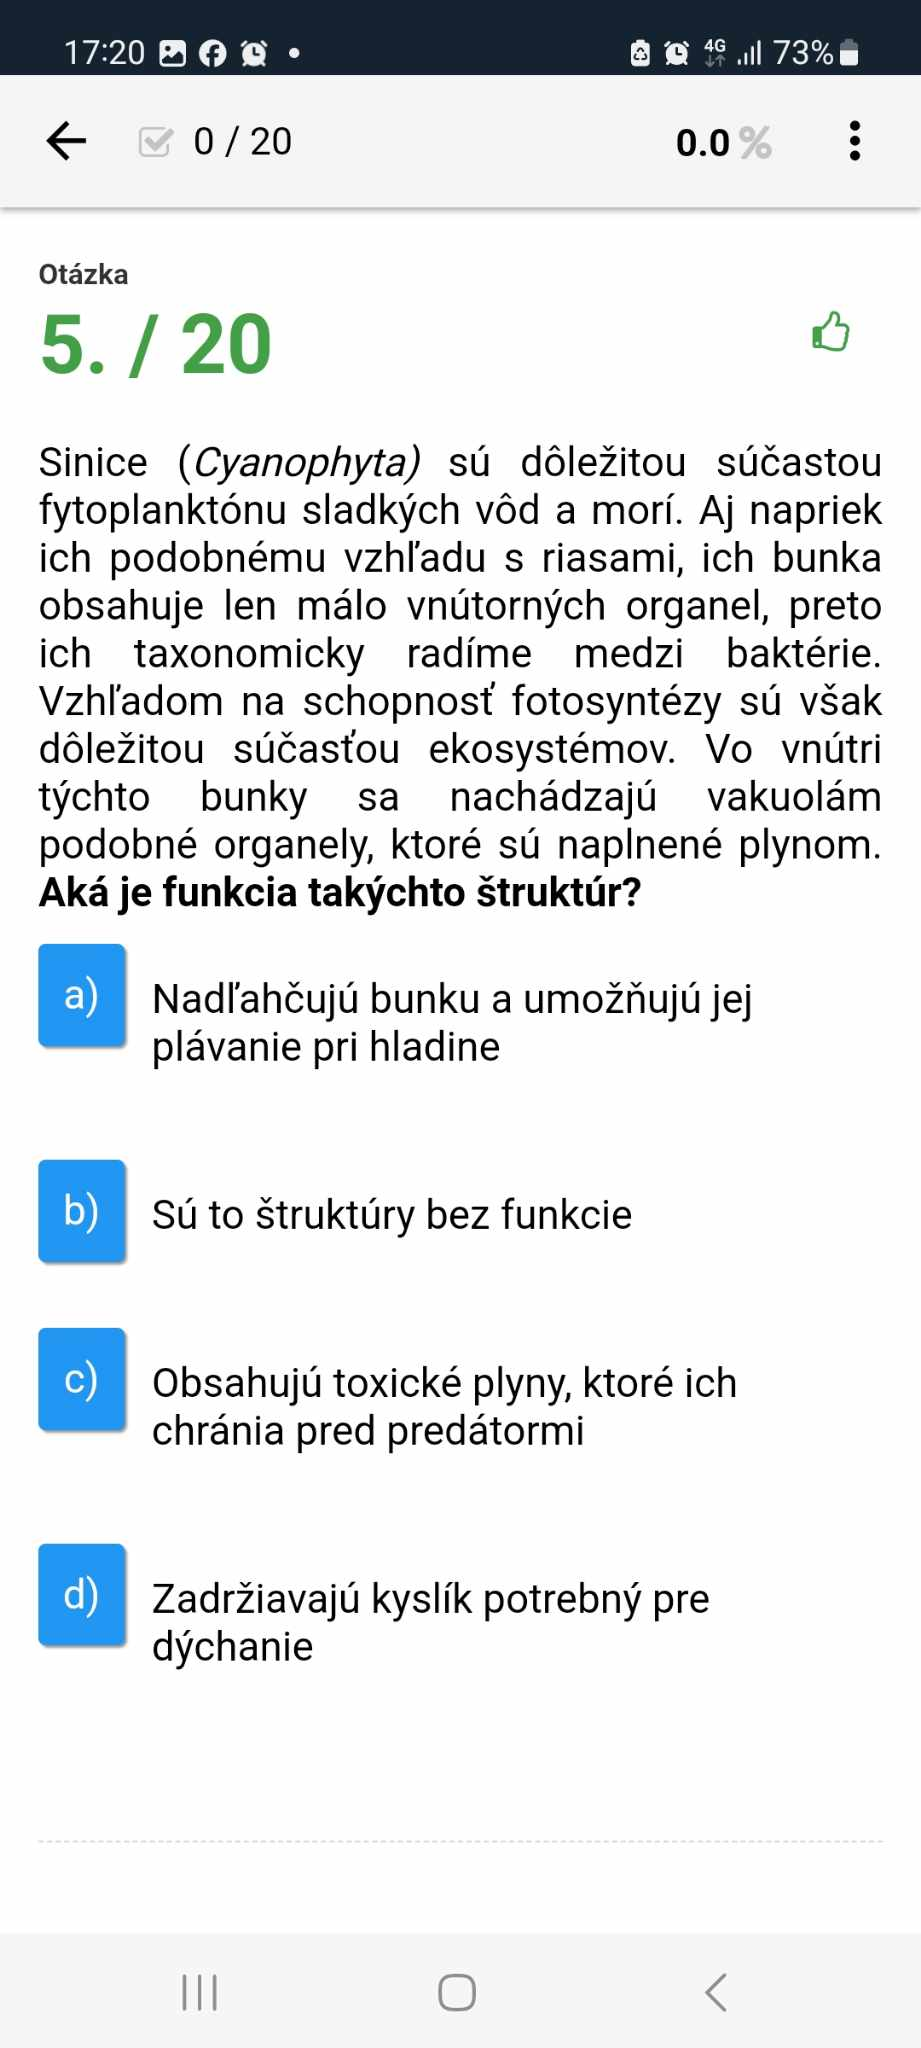 17:20 4G 73%
0 / 20 0.0 %
Otázka
5. / 20
Sinice (Cyanophyta) sú dôležitou súčastou
fytoplanktónu sladkých vôd a morí. Aj napriek
ich podobnému vzhľadu s riasami, ich bunka
obsahuje len málo vnútorných organel, preto
ich taxonomicky radíme medzi baktérie.
Vzhľadom na schopnosť fotosyntézy sú však
dôležitou súčasťou ekosystémov. Vo vnútri
týchto bunky sa nachádzajú vakuolám
podobné organely, ktoré sú naplnené plynom.
Aká je funkcia takýchto štruktúr?
a) Nadľahčujú bunku a umožňujú jej
plávanie pri hladine
b) Sú to štruktúry bez funkcie
c) Obsahujú toxické plyny, ktoré ich
chránia pred predátormi
d) Zadržiavajú kyslík potrebný pre
dýchanie